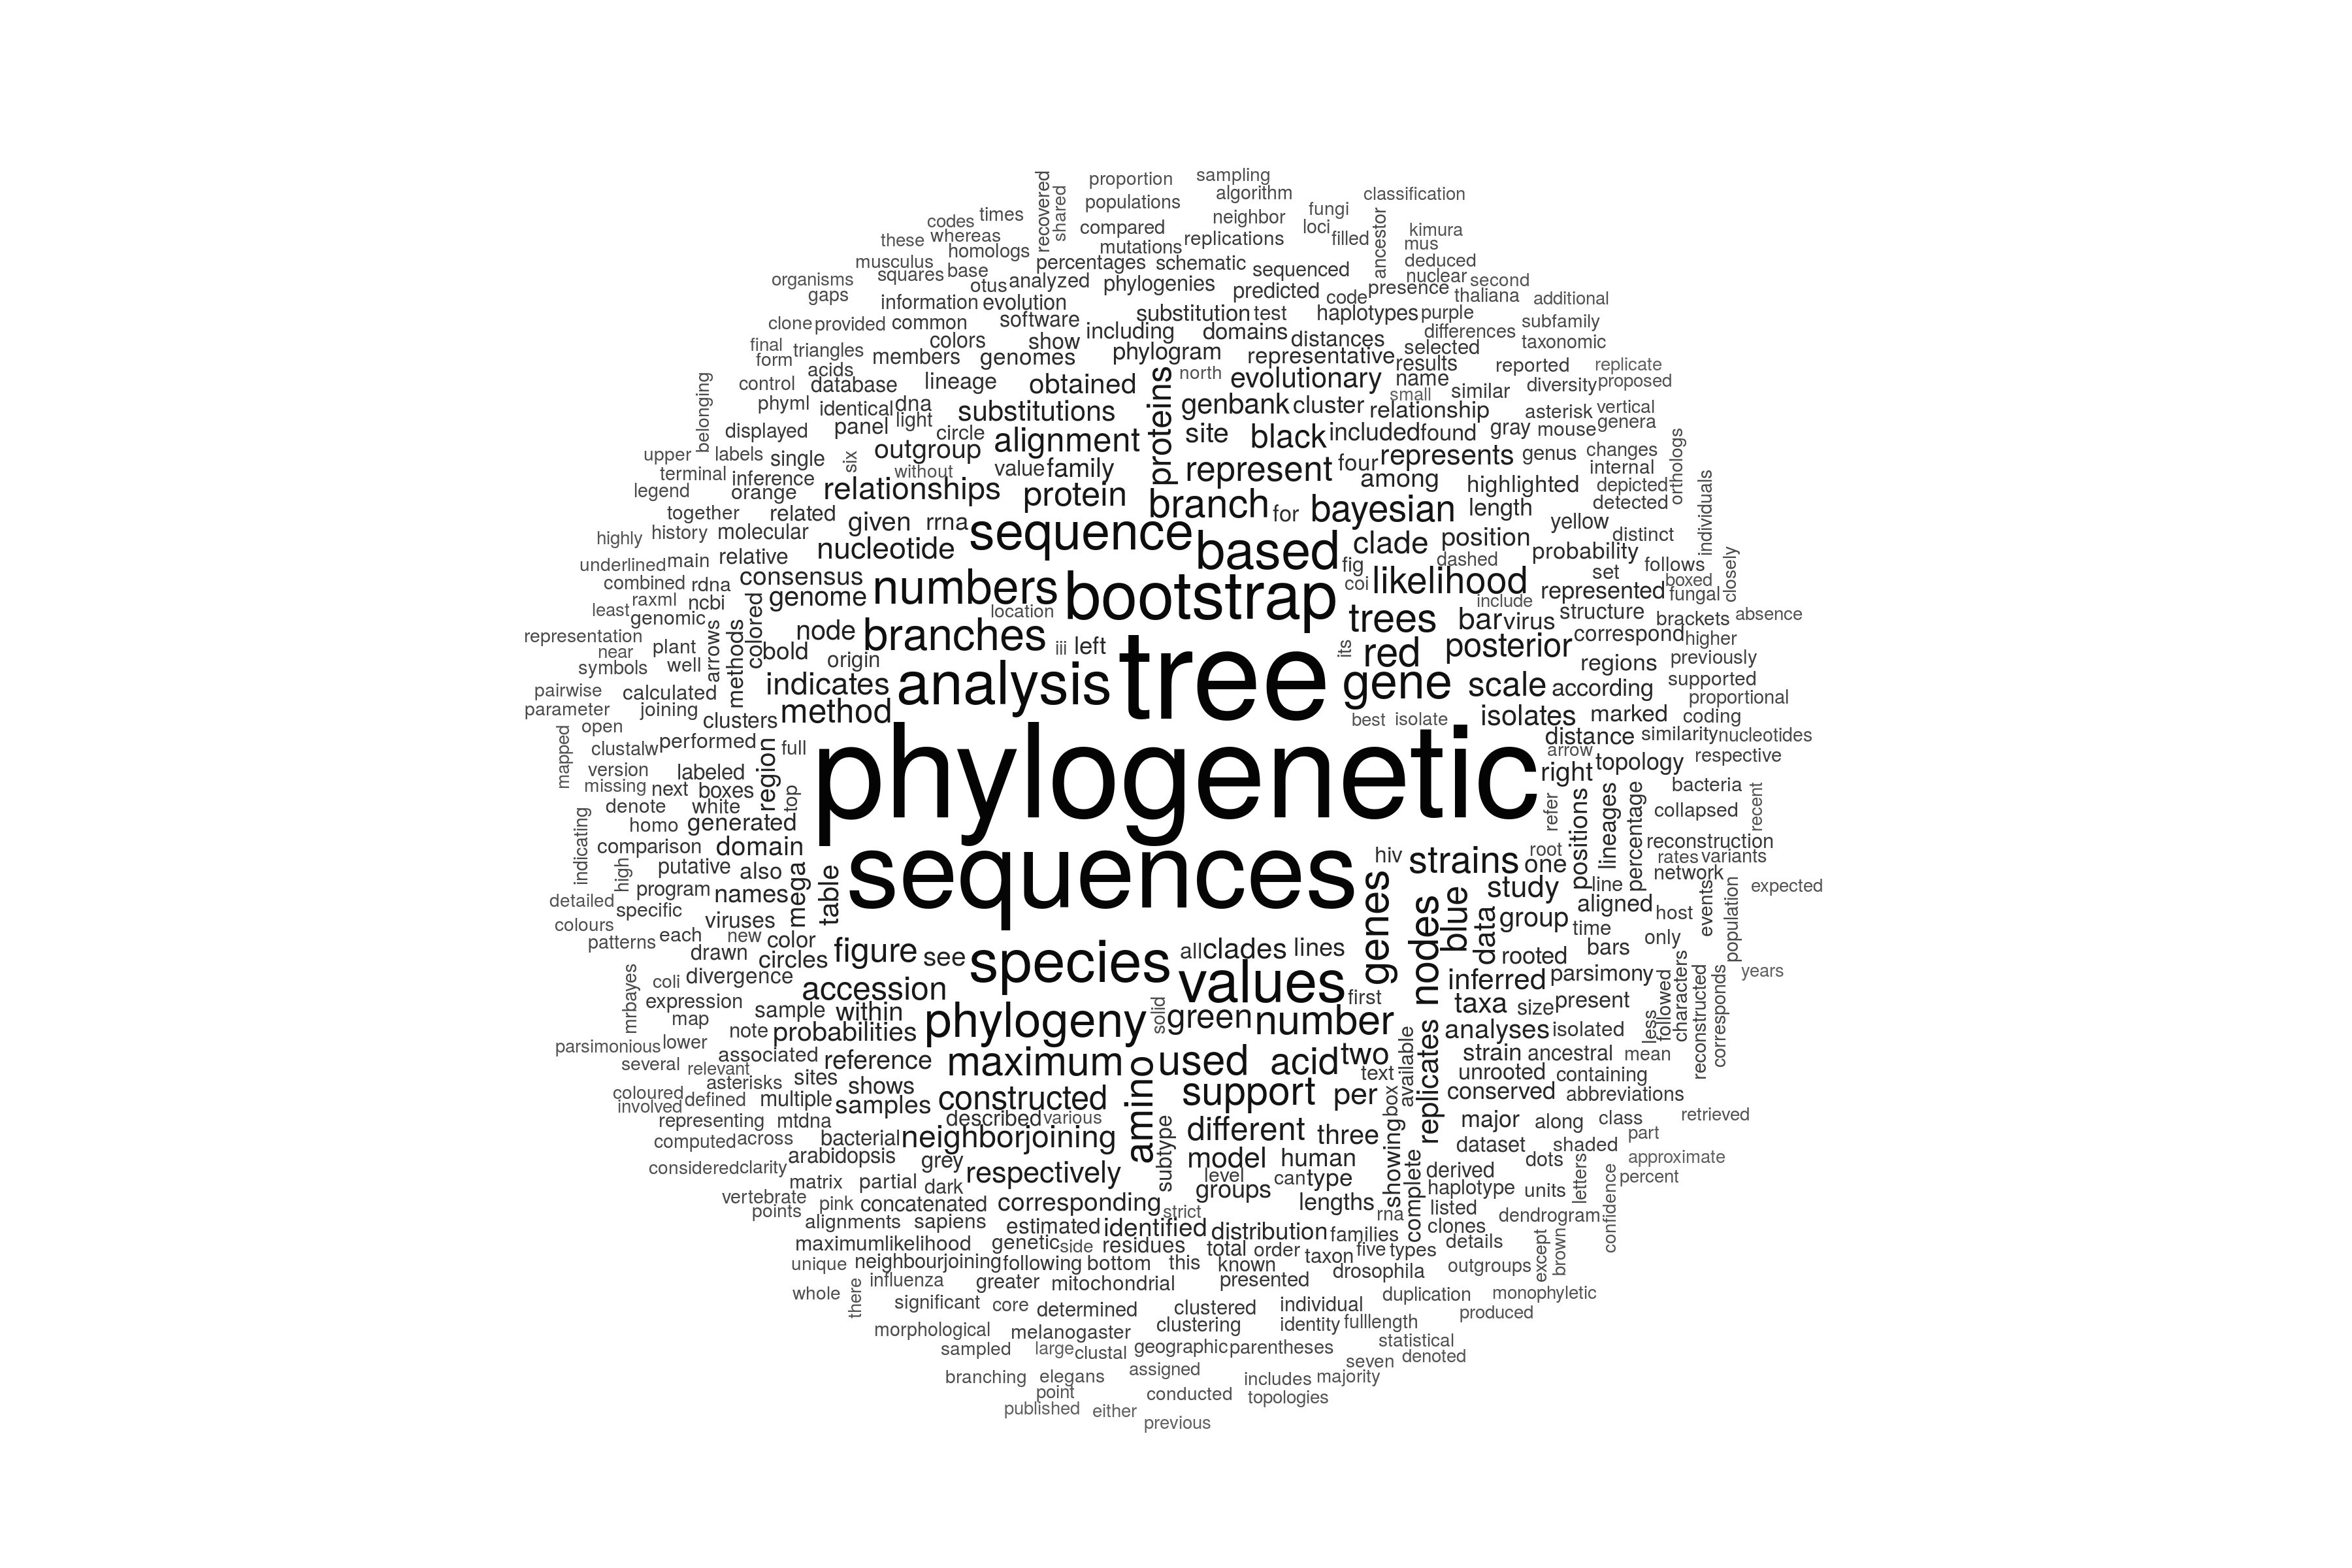 proportion sampling
recovered shared populations algorithm classification
codes times compared neighbor fungi loci ancestor kimura
these whereas homologs mutations replications filled mus
musculus squares base percentages schematic sequenced deduced nuclear second
organisms gaps otus analyzed phylogenies predicted code presence thaliana additional
information evolution substitution test haplotypes purple
clone provided common software including domains distances differences subfamily
final form triangles colors members show genomes phylogram representative selected taxonomic
acids results reported replicate
control database lineage obtained proteins north evolutionary name small similar diversity proposed
belonging phyml identical dna substitutions genbank cluster relationship asterisk vertical
displayed panel light circle alignment site black included found gray mouse genera
upper labels single six outgroup value family represent four represents genus changes
terminal inference without among highlighted internal orthologs
legend orange relationships protein branch for bayesian length depicted detected individuals
together related given rrna sequence yellow
highly history molecular nucleotide based clade position distinct
underlined main relative fig dashed probability follows closely
combined rdna consensus numbers bootstrap coi likelihood set boxed
raxml ncbi genome include represented fungal
least genomic colored location trees bar virus structure brackets absence
representation arrows methods node branches iii left its red posterior correspond higher
near plant bold origin regions previously
symbols well indicates analysis tree gene scale according supported
pairwise calculated proportional
parameter joining clusters method best isolate isolates marked coding
open performed region full distance similarity nucleotides
mapped clustalw phylogenetic arrow topology respective
version labeled right bacteria
missing next boxes top refer positions lineages percentage collapsed recent
denote white
homo generated reconstruction
indicating comparison domain sequences hiv strains root one rates variants
high putative also network
program names mega table genes nodes blue study line expected
detailed specific viruses data group aligned host events population
colours each new color figure see species all clades lines time only
patterns drawn circles rooted bars
mrbayes coli divergence accession values first inferred parsimony characters years
expression sample within taxa size present less followed reconstructed corresponds
map note probabilities phylogeny solid green number analyses isolated
parsimonious lower associated reference maximum used acid two available replicates strain ancestral mean
several relevant asterisks sites shows amino text unrooted containing
coloured defined multiple samples constructed support per box conserved abbreviations
involved representing mtdna described various major along class retrieved
computed across bacterial neighborjoining subtype different three showing dataset shaded part
considered clarity arabidopsis grey respectively model human complete dots approximate
matrix partial dark level can type derived letters percent
vertebrate points pink concatenated corresponding groups lengths haplotype units confidence
alignments sapiens strict rna listed dendrogram
estimated identified distribution families clones
maximumlikelihood genetic side residues total order taxon five types details except brown
unique neighbourjoining following bottom this known drosophila outgroups
influenza greater mitochondrial presented
whole there significant core determined clustered individual duplication monophyletic
morphological melanogaster clustering identity fulllength produced
sampled large clustal geographic parentheses statistical
branching elegans assigned seven denoted
point conducted includes majority
published either topologies
previous